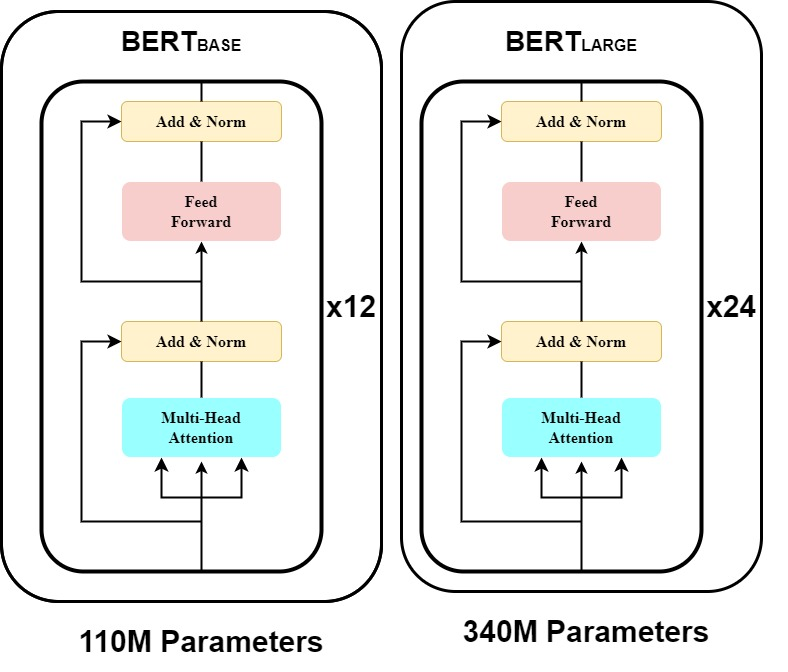 BERTBASE
Add & Norm
Feed
Forward
x12
Add & Norm
Multi-Head
Attention
110M Parameters
BERTLARGE
Add & Norm
Feed
Forward
x24
Add & Norm
Multi-Head
Attention
340M Parameters